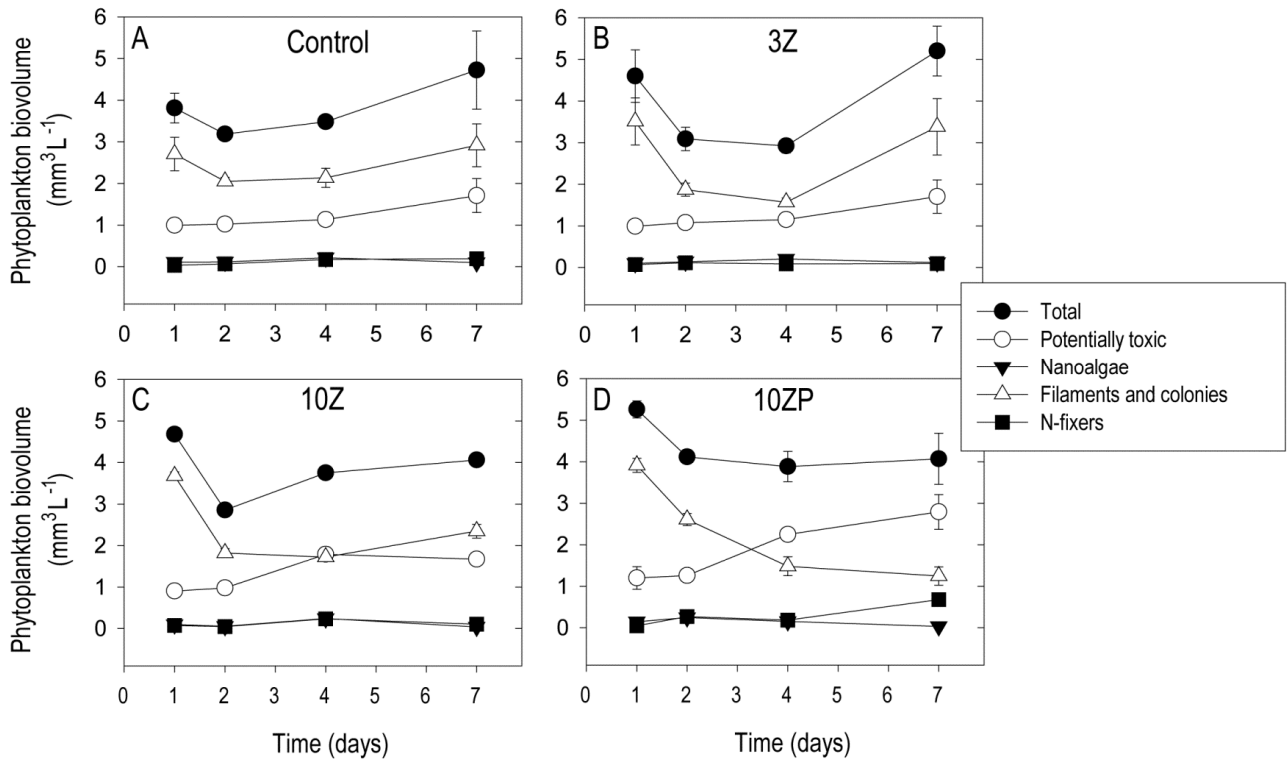 A
Control
Phytoplankton biovolume
(mm³L⁻¹)
6
5
4
3
2
1
0
0 1 2 3 4 5 6 7
B
3Z
6
5
4
3
2
1
0
0 1 2 3 4 5 6 7
Total
Potentially toxic
Nanoalgae
Filaments and colonies
N-fixers
C
10Z
Phytoplankton biovolume
(mm³L⁻¹)
6
5
4
3
2
1
0
0 1 2 3 4 5 6 7
Time (days)
D
10ZP
6
5
4
3
2
1
0
0 1 2 3 4 5 6 7
Time (days)